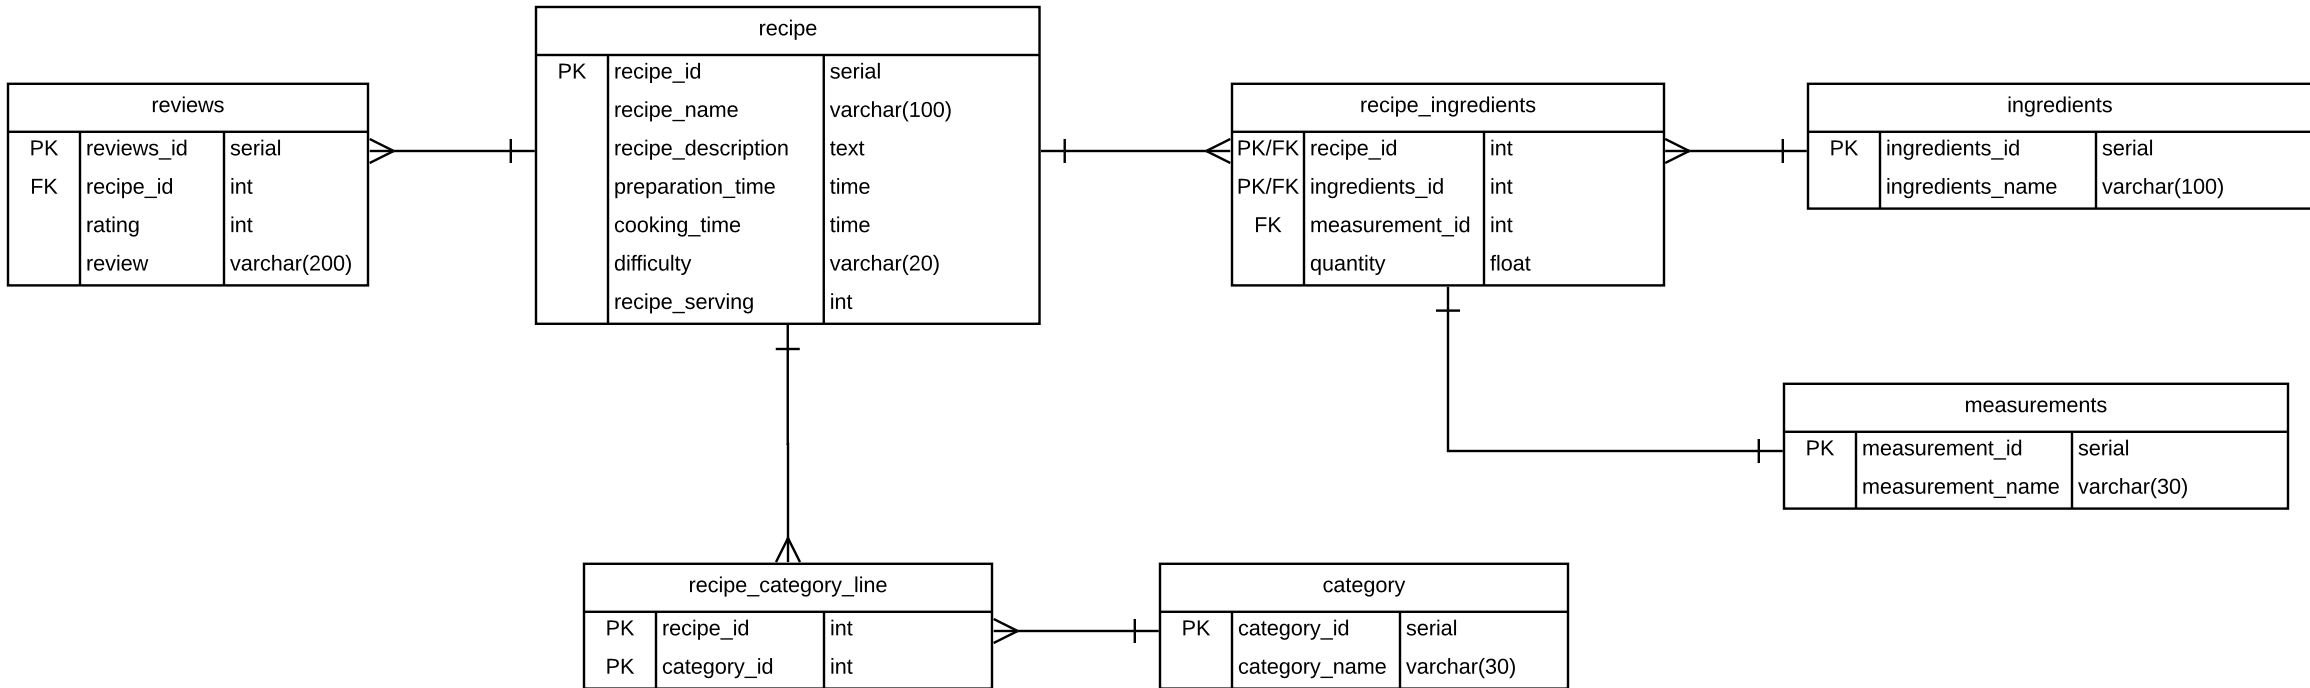 recipe
PK recipe_id serial
recipe_name varchar(100)
recipe_description text
preparation_time time
cooking_time time
difficulty varchar(20)
recipe_serving int
reviews
PK reviews_id serial
FK recipe_id int
rating int
review varchar(200)
recipe_ingredients
PK/FK recipe_id int
PK/FK ingredients_id int
FK measurement_id int
quantity float
ingredients
PK ingredients_id serial
ingredients_name varchar(100)
measurements
PK measurement_id serial
measurement_name varchar(30)
recipe_category_line
PK recipe_id int
PK category_id int
category
PK category_id serial
category_name varchar(30)